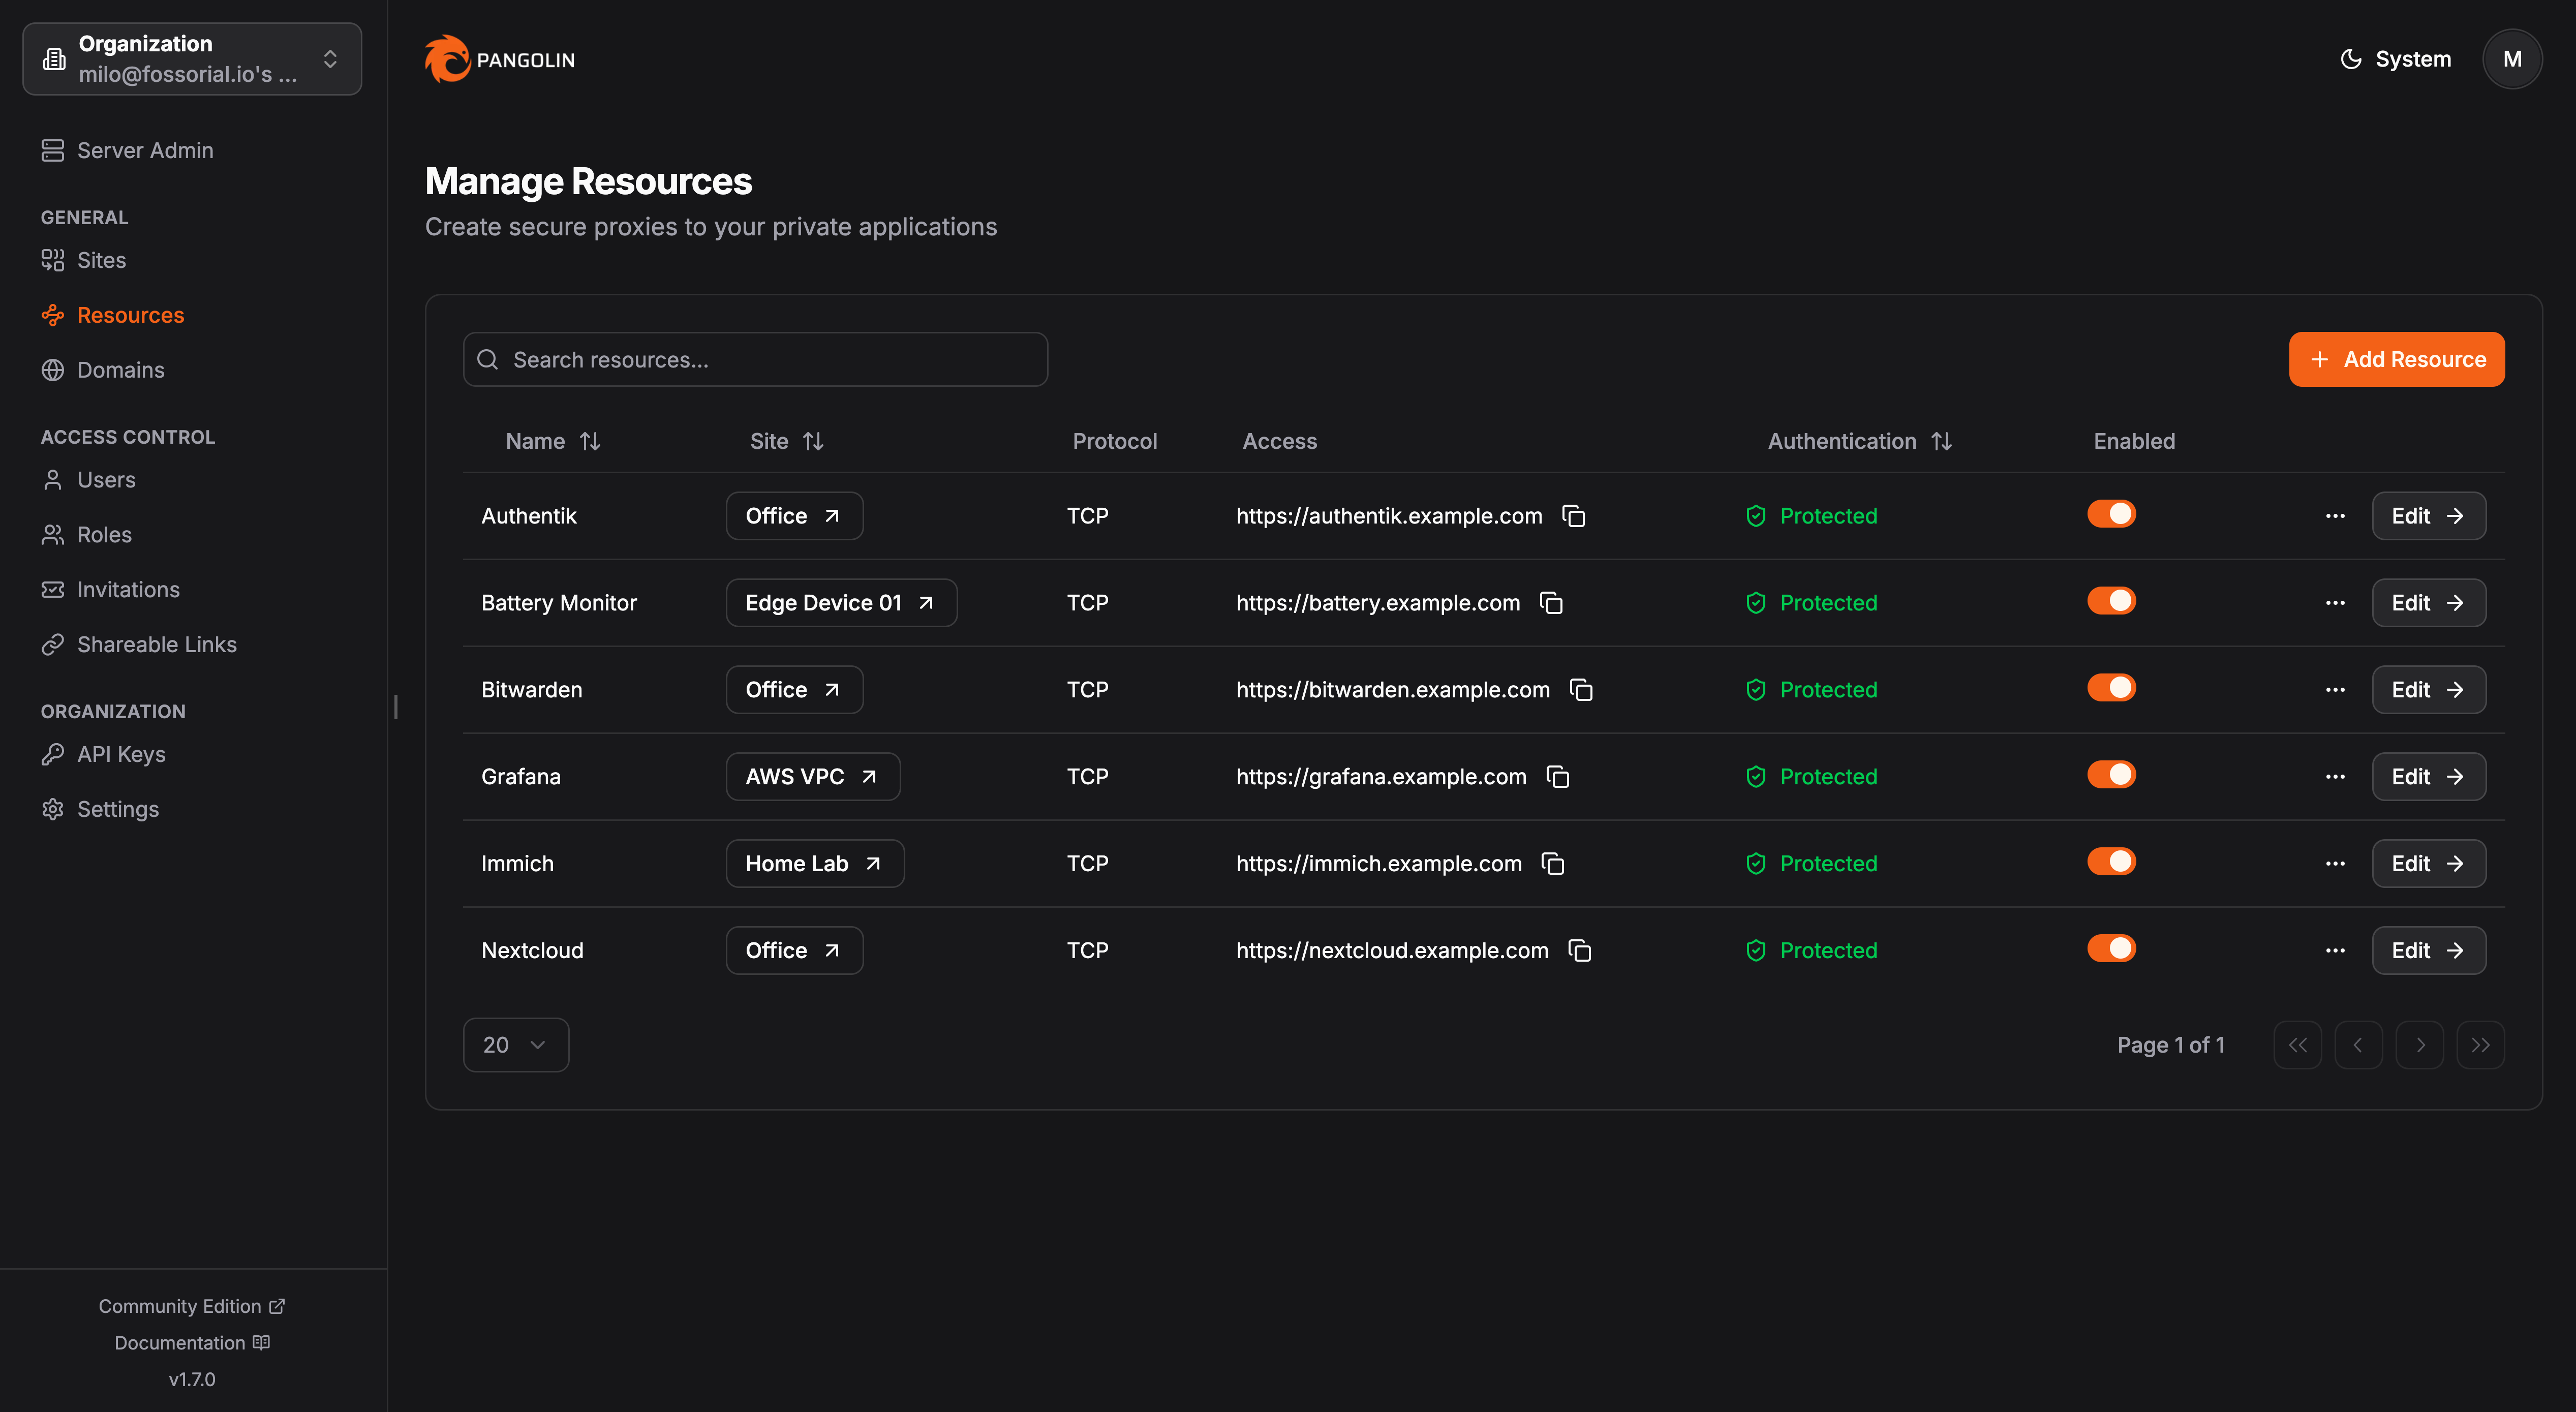 Organization
milo@fossorial.io's ...
Server Admin
GENERAL
Sites
Resources
Domains
ACCESS CONTROL
Users
Roles
Invitations
Shareable Links
ORGANIZATION
API Keys
Settings
Community Edition
Documentation
v1.7.0
PANGOLIN
System
M
Manage Resources
Create secure proxies to your private applications
Search resources...
Add Resource
Name Site Protocol Access Authentication Enabled
Authentik Office TCP https://authentik.example.com Protected ... Edit
Battery Monitor Edge Device 01 TCP https://battery.example.com Protected ... Edit
Bitwarden Office TCP https://bitwarden.example.com Protected ... Edit
Grafana AWS VPC TCP https://grafana.example.com Protected ... Edit
Immich Home Lab TCP https://immich.example.com Protected ... Edit
Nextcloud Office TCP https://nextcloud.example.com Protected ... Edit
20
Page 1 of 1